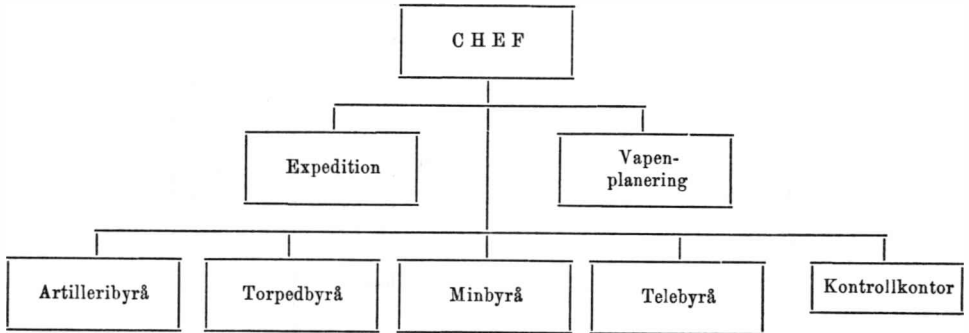 CHEF
Expedition
Vapen-
planering
Artilleribyrå
Torpedbyrå
Minbyrå
Telebyrå
Kontrollkontor